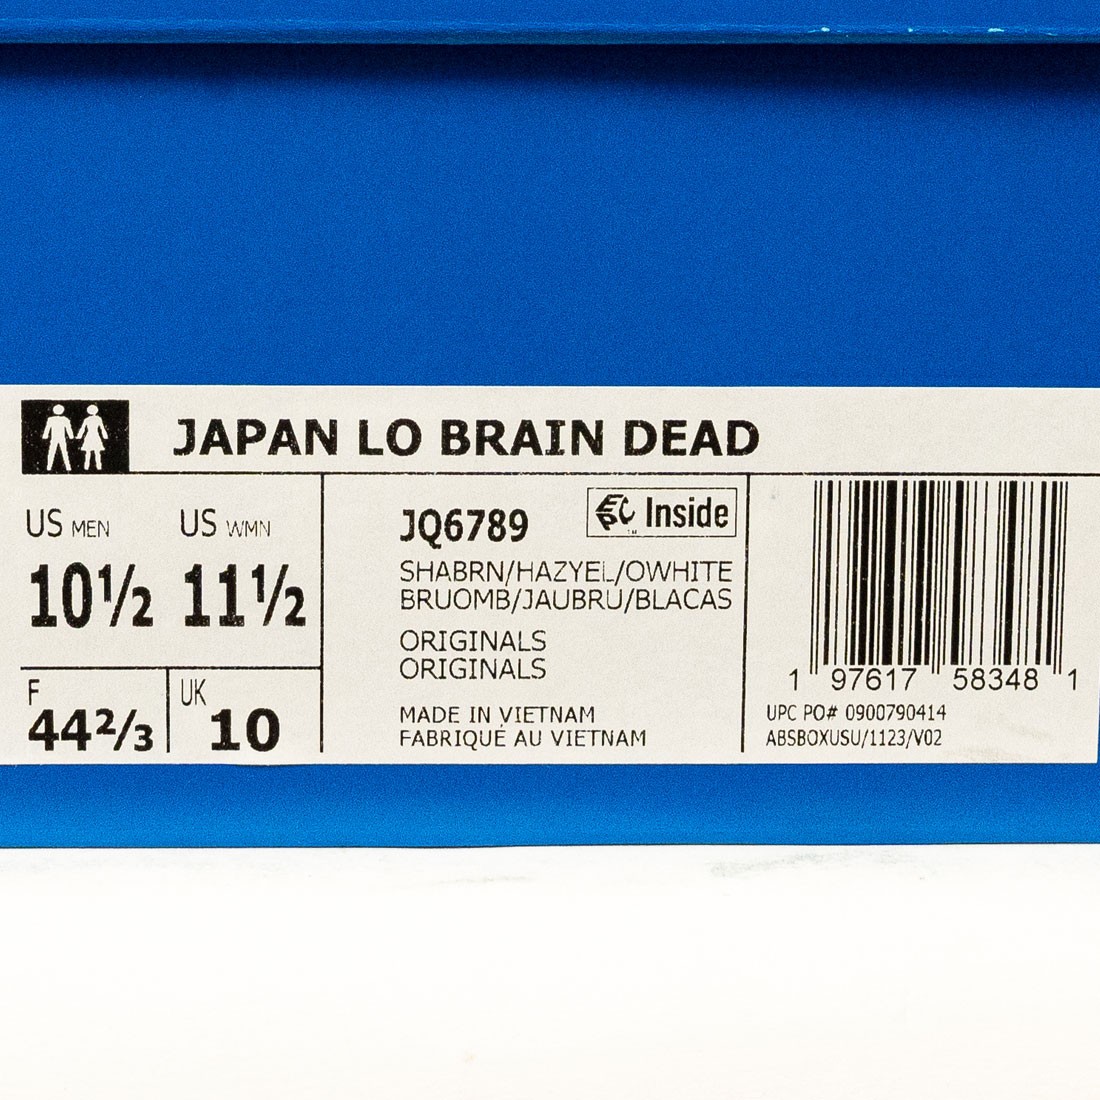 JAPAN LO BRAIN DEAD
US MEN US WMN
10½ 11½
F
44⅔
UK
10
JQ6789
EPC Inside
SHABRN/HAZYEL/OWHITE
BRUOMB/JAUBRU/BLACAS
ORIGINALS
ORIGINALS
MADE IN VIETNAM
FABRIQUÉ AU VIETNAM
1 97617 58348 1
UPC PO# 0900790414
ABSBOXUSU/1123/V02